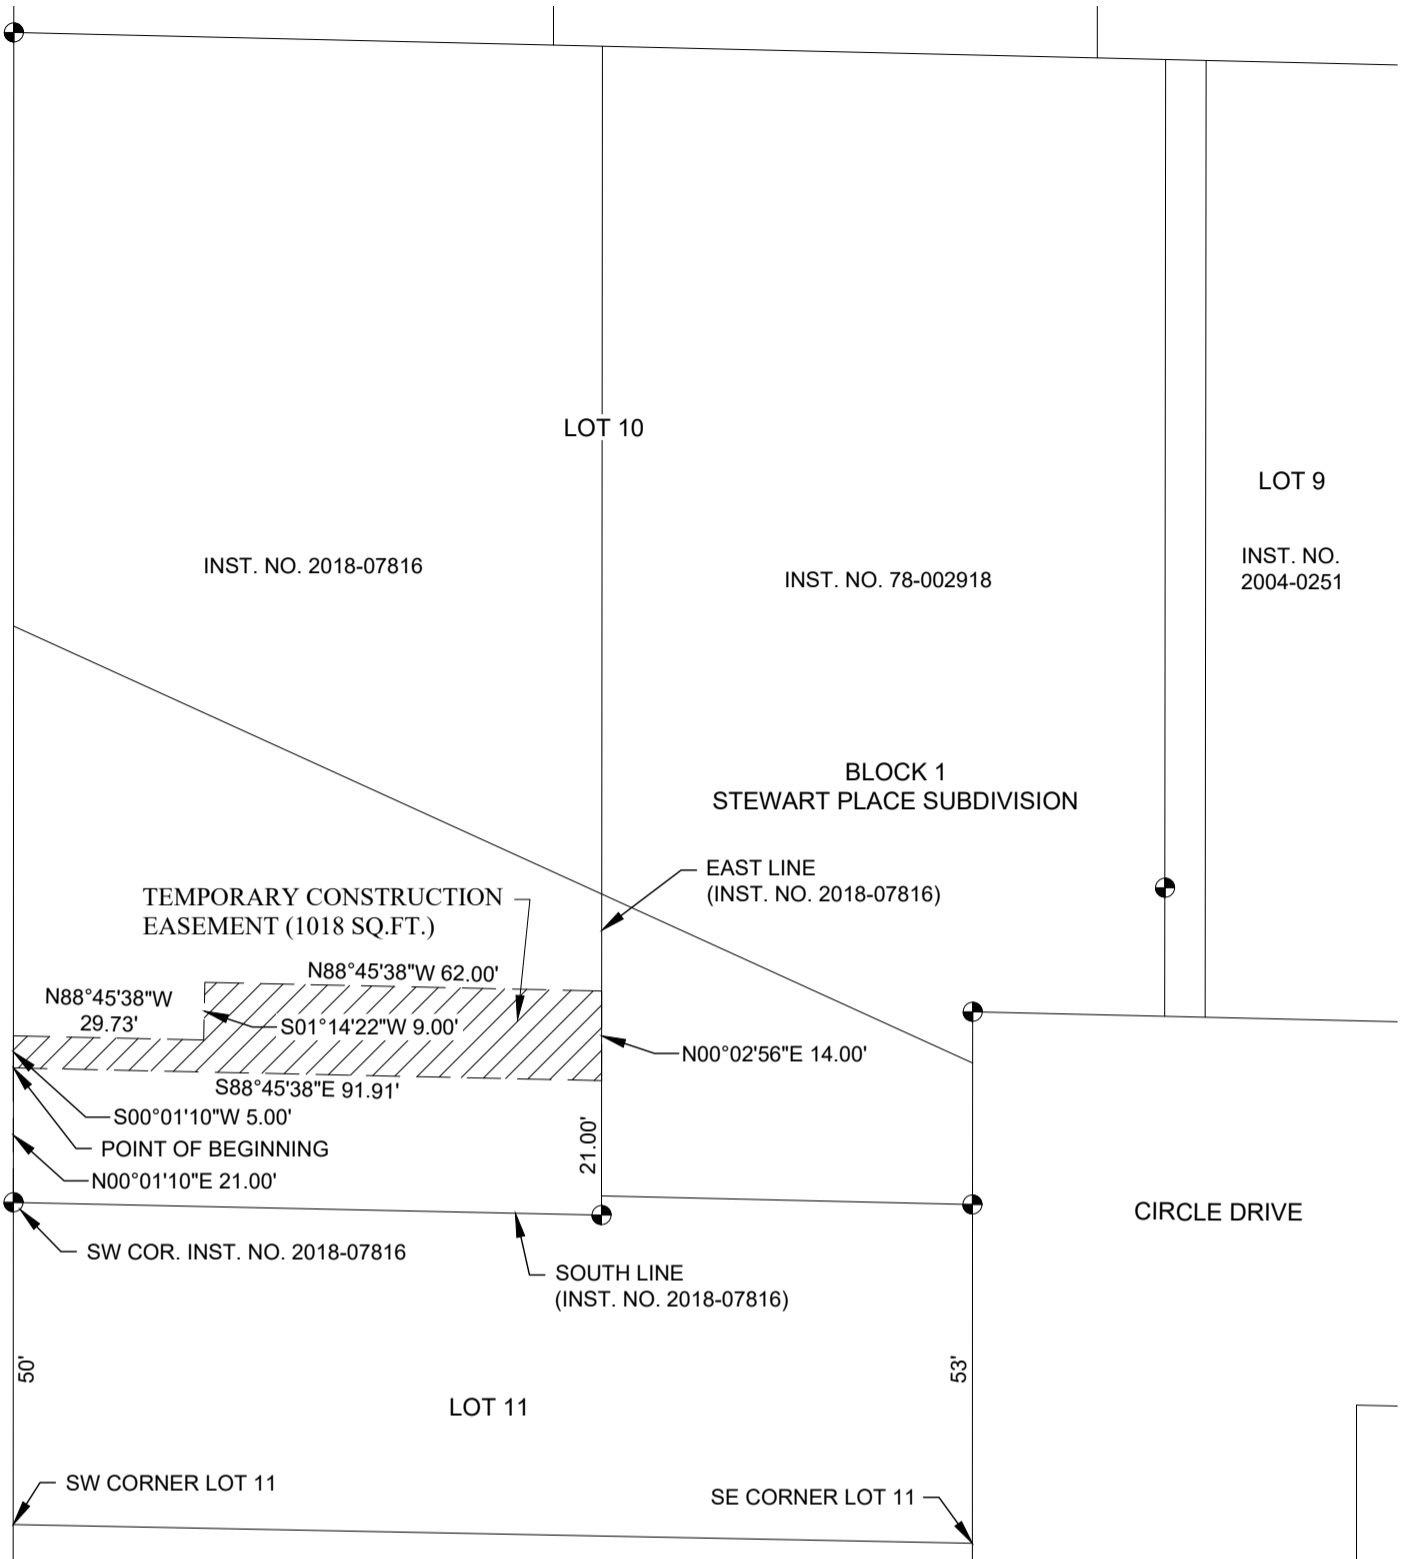 LOT 10
LOT 9
INST. NO. 2018-07816
INST. NO. 78-002918
INST. NO.
2004-0251
BLOCK 1
STEWART PLACE SUBDIVISION
EAST LINE
(INST. NO. 2018-07816)
TEMPORARY CONSTRUCTION
EASEMENT (1018 SQ.FT.)
N88°45'38"W 62.00'
N88°45'38"W
29.73'
S01°14'22"W 9.00'
N00°02'56"E 14.00'
S88°45'38"E 91.91'
S00°01'10"W 5.00'
POINT OF BEGINNING
21.00'
N00°01'10"E 21.00'
CIRCLE DRIVE
SW COR. INST. NO. 2018-07816
SOUTH LINE
(INST. NO. 2018-07816)
50'
53'
LOT 11
SW CORNER LOT 11
SE CORNER LOT 11